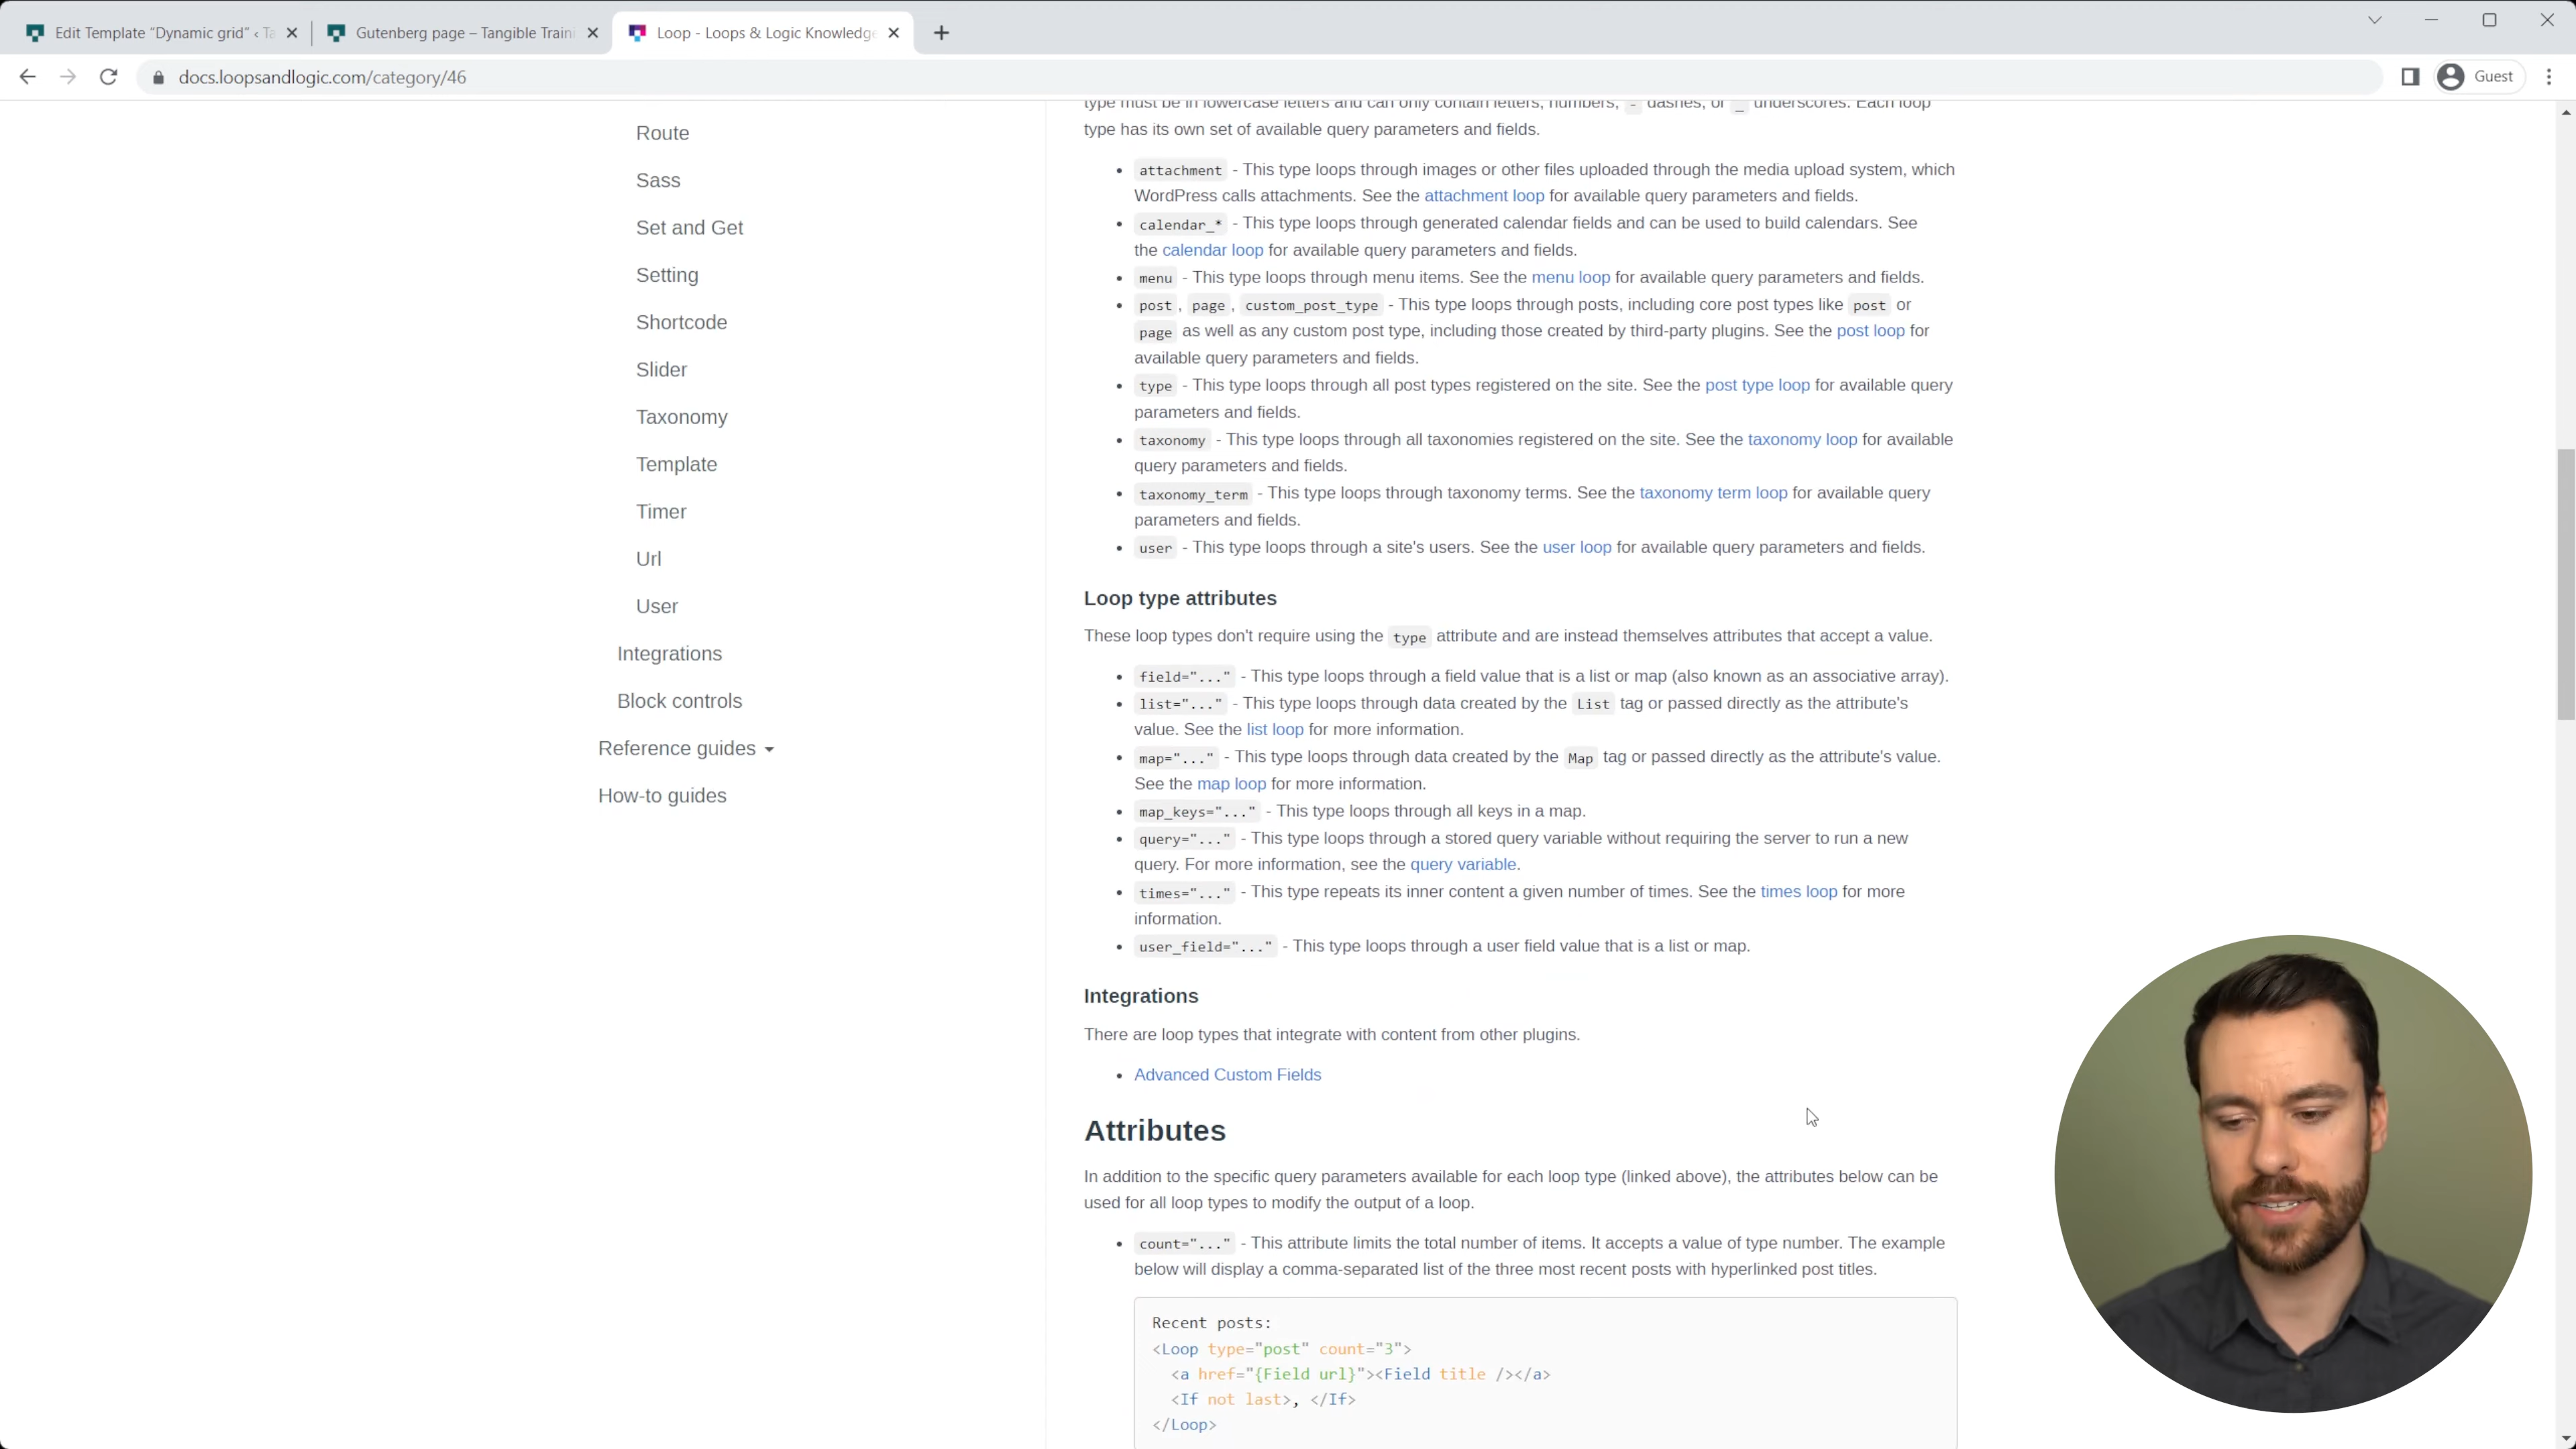 Edit Template "Dynamic grid" ‹ Ta
Gutenberg page – Tangible Traini
Loop - Loops & Logic Knowledge
docs.loopsandlogic.com/category/46
Guest
Route
Sass
Set and Get
Setting
Shortcode
Slider
Taxonomy
Template
Timer
Url
User
Integrations
Block controls
Reference guides
How-to guides
type must be in lowercase letters and can only contain letters, numbers, - dashes, or _ underscores. Each loop
type has its own set of available query parameters and fields.
• attachment - This type loops through images or other files uploaded through the media upload system, which
WordPress calls attachments. See the attachment loop for available query parameters and fields.
• calendar_* - This type loops through generated calendar fields and can be used to build calendars. See
the calendar loop for available query parameters and fields.
• menu - This type loops through menu items. See the menu loop for available query parameters and fields.
• post, page, custom_post_type - This type loops through posts, including core post types like post or
page as well as any custom post type, including those created by third-party plugins. See the post loop for
available query parameters and fields.
• type - This type loops through all post types registered on the site. See the post type loop for available query
parameters and fields.
• taxonomy - This type loops through all taxonomies registered on the site. See the taxonomy loop for available
query parameters and fields.
• taxonomy_term - This type loops through taxonomy terms. See the taxonomy term loop for available query
parameters and fields.
• user - This type loops through a site's users. See the user loop for available query parameters and fields.
Loop type attributes
These loop types don't require using the type attribute and are instead themselves attributes that accept a value.
• field="..." - This type loops through a field value that is a list or map (also known as an associative array).
• list="..." - This type loops through data created by the List tag or passed directly as the attribute's
value. See the list loop for more information.
• map="..." - This type loops through data created by the Map tag or passed directly as the attribute's value.
See the map loop for more information.
• map_keys="..." - This type loops through all keys in a map.
• query="..." - This type loops through a stored query variable without requiring the server to run a new
query. For more information, see the query variable.
• times="..." - This type repeats its inner content a given number of times. See the times loop for more
information.
• user_field="..." - This type loops through a user field value that is a list or map.
Integrations
There are loop types that integrate with content from other plugins.
• Advanced Custom Fields
Attributes
In addition to the specific query parameters available for each loop type (linked above), the attributes below can be
used for all loop types to modify the output of a loop.
• count="..." - This attribute limits the total number of items. It accepts a value of type number. The example
below will display a comma-separated list of the three most recent posts with hyperlinked post titles.
Recent posts:
<Loop type="post" count="3">
<a href="{Field url}"><Field title /></a>
<If not last>, </If>
</Loop>